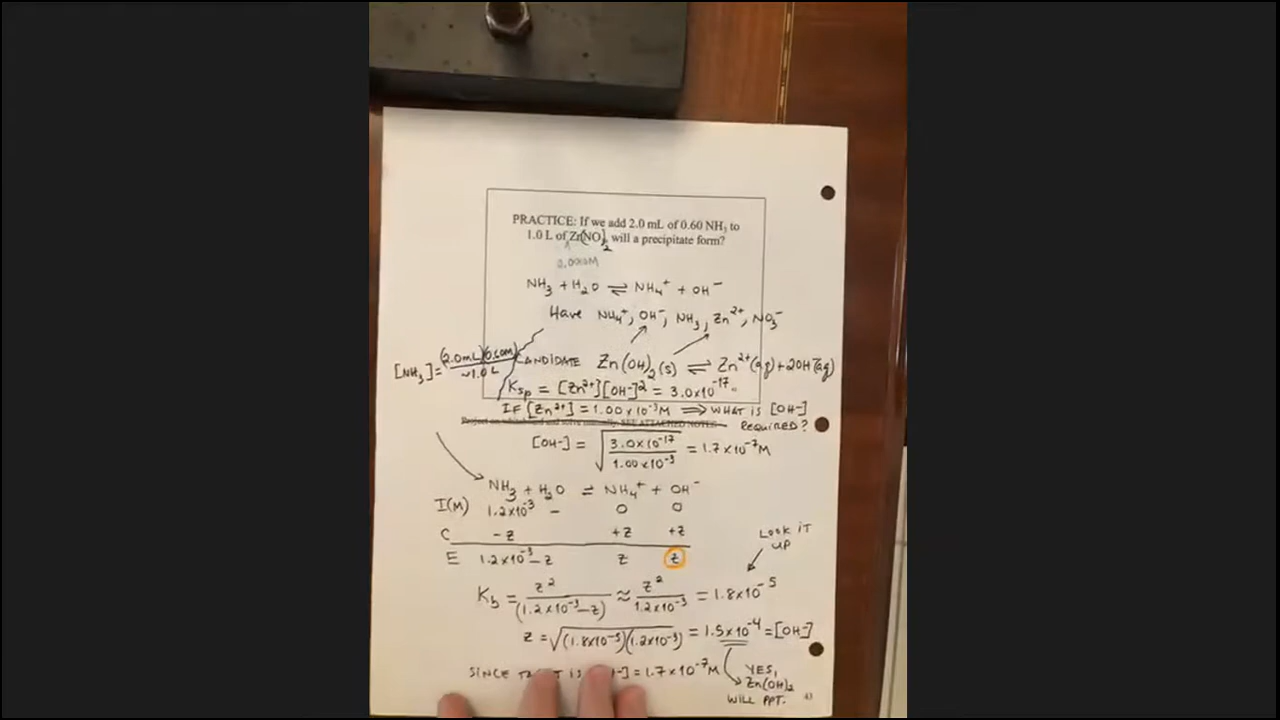 PRACTICE: If we add 2.0 mL of 0.60 NH3 to
1.0 L of Zn(NO3)2 will a precipitate form?
0.0010M
NH3 + H2O ⇌ NH4+ + OH-
Have NH4+, OH-, NH3, Zn2+, NO3-
[NH3] = (2.0mL)(0.60M) / ~1.0 L
CANDIDATE Zn(OH)2(s) ⇌ Zn2+(aq) + 2OH-(aq)
Ksp = [Zn2+][OH-]2 = 3.0x10-17
IF [Zn2+] = 1.00x10-3 M ⇒ WHAT IS [OH-]
REQUIRED?
[OH-] = √(3.0x10-17 / 1.00x10-3) = 1.7x10-7 M
NH3 + H2O ⇌ NH4+ + OH-
I(M) 1.2x10-3 – 0 0
C -z +z +z
E 1.2x10-3-z z z
LOOK IT
UP
Kb = z2 / (1.2x10-3-z) ≈ z2 / 1.2x10-3 = 1.8x10-5
z = √(1.8x10-5)(1.2x10-3) = 1.5x10-4 = [OH-]
SINCE IS = 1.7x10-7 M
YES,
Zn(OH)2
WILL PPT.
43